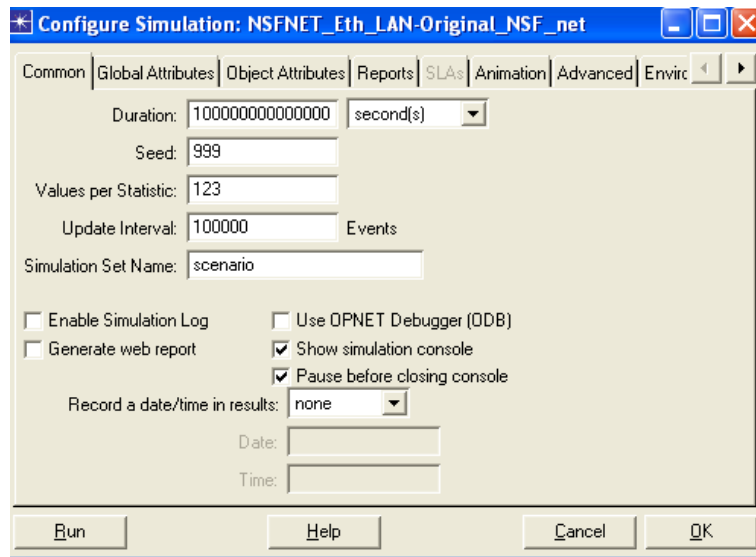 Configure Simulation: NSFNET_Eth_LAN-Original_NSF_net
Common Global Attributes Object Attributes Reports SLAs Animation Advanced Envirc
Duration: 100000000000000 second(s)
Seed: 999
Values per Statistic: 123
Update Interval: 100000 Events
Simulation Set Name: scenario
Enable Simulation Log Use OPNET Debugger (ODB)
Generate web report Show simulation console
Pause before closing console
Record a date/time in results: none
Date:
Time:
Run Help Cancel OK